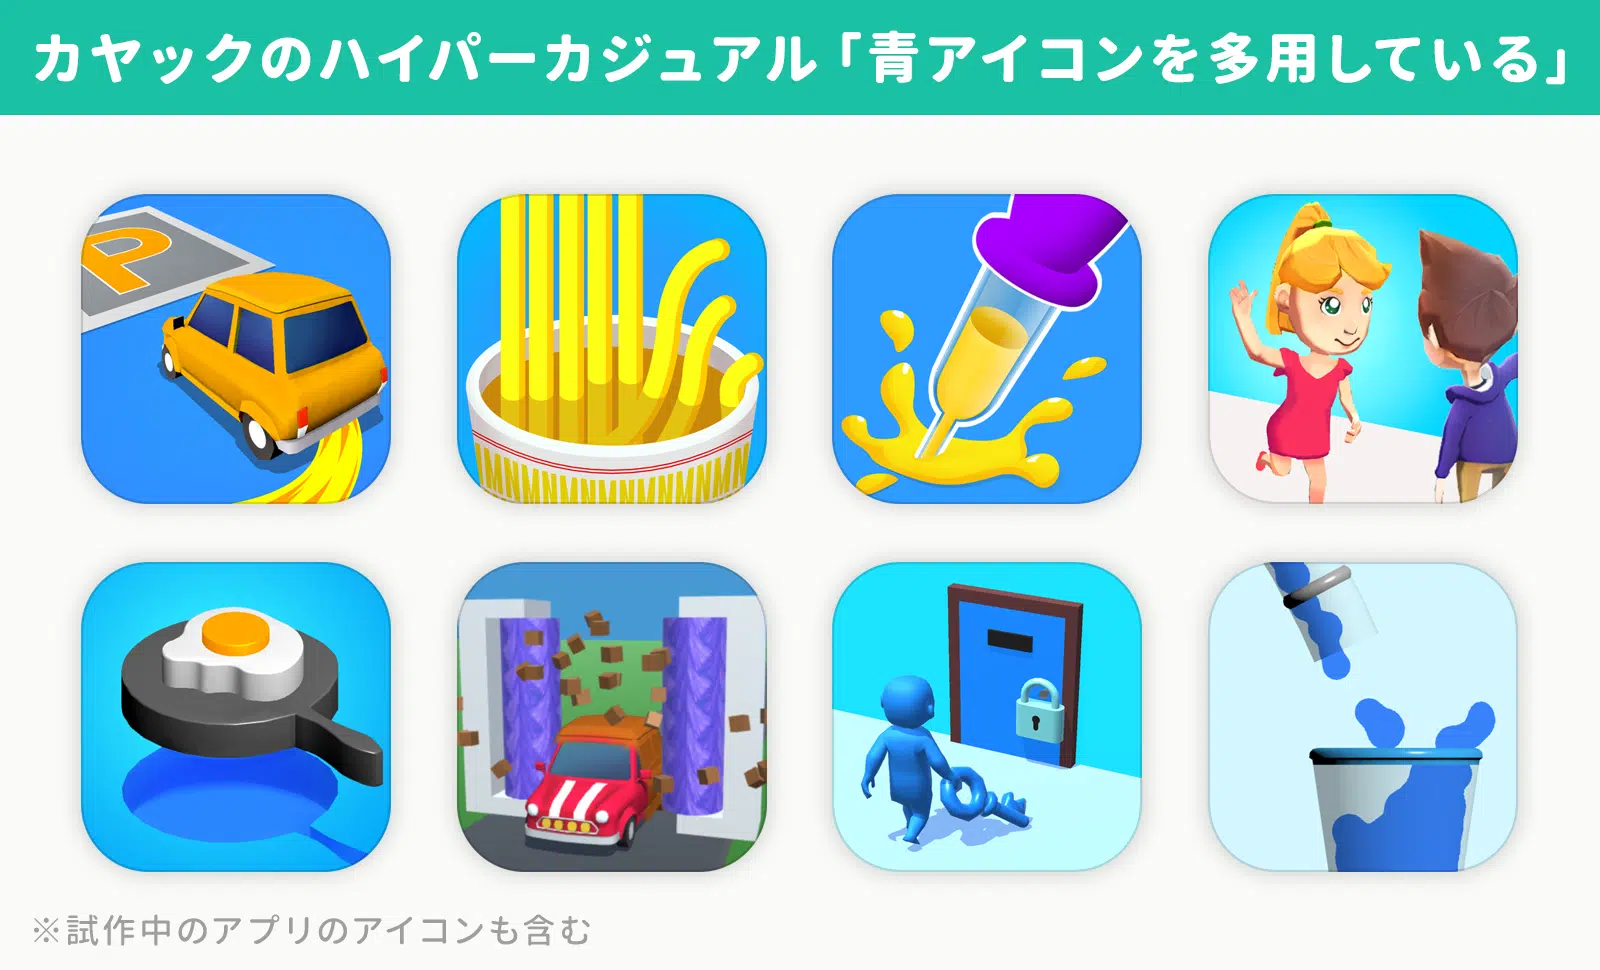 カヤックのハイパーカジュアル「青アイコンを多用している」
P
※試作中のアプリのアイコンも含む